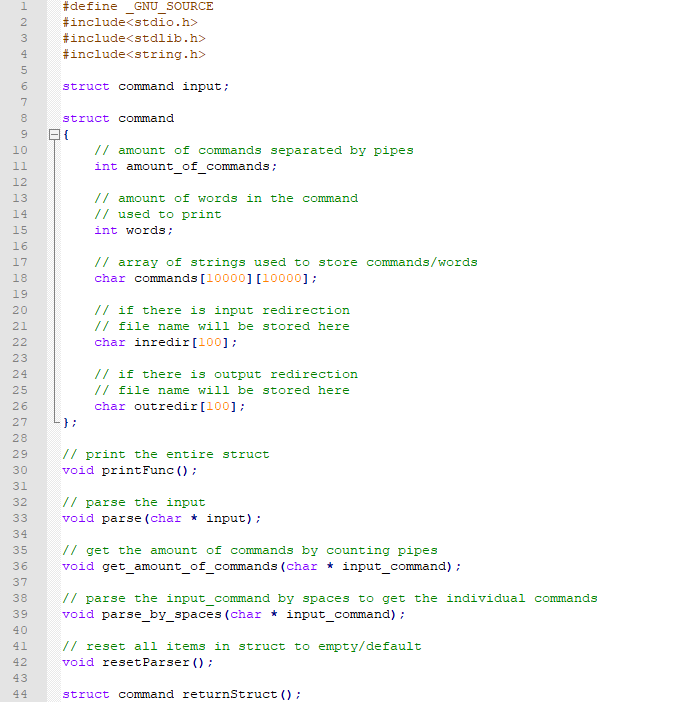 1 #define _GNU_SOURCE
2 #include<stdio.h>
3 #include<stdlib.h>
4 #include<string.h>
5
6 struct command input;
7
8 struct command
9 {
10 // amount of commands separated by pipes
11 int amount_of_commands;
12
13 // amount of words in the command
14 // used to print
15 int words;
16
17 // array of strings used to store commands/words
18 char commands[10000][10000];
19
20 // if there is input redirection
21 // file name will be stored here
22 char inredir[100];
23
24 // if there is output redirection
25 // file name will be stored here
26 char outredir[100];
27 };
28
29 // print the entire struct
30 void printFunc();
31
32 // parse the input
33 void parse(char * input);
34
35 // get the amount of commands by counting pipes
36 void get_amount_of_commands(char * input_command);
37
38 // parse the input_command by spaces to get the individual commands
39 void parse_by_spaces(char * input_command);
40
41 // reset all items in struct to empty/default
42 void resetParser();
43
44 struct command returnStruct();